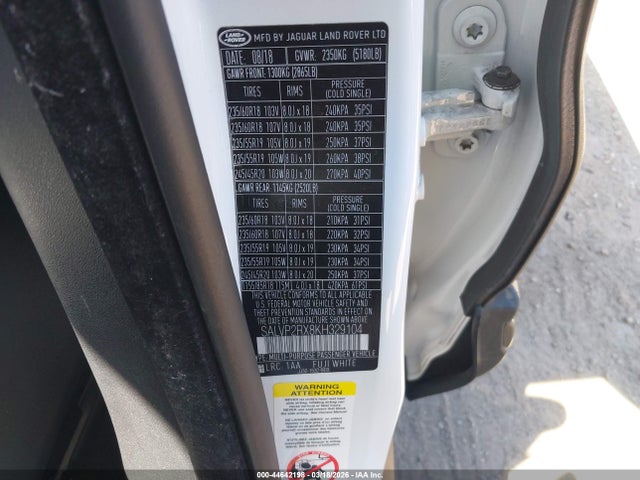 LAND ROVER MFG BY JAGUAR LAND ROVER LTD
DATE: 08/18 GVWR: 2350KG (5180LB)
GAWR FRONT: 1300KG (2865LB)
TIRES RIMS PRESSURE (COLD SINGLE)
235/60R18 103V 8.0J x 18 240KPA 35PSI
235/60R18 107V 8.0J x 18 240KPA 35PSI
235/55R19 105V 8.0J x 19 250KPA 37PSI
235/55R19 105W 8.0J x 19 260KPA 38PSI
245/45R20 103W 8.0J x 20 270KPA 40PSI
GAWR REAR: 1145KG (2520LB)
TIRES RIMS PRESSURE (COLD SINGLE)
235/60R18 103V 8.0J x 18 210KPA 31PSI
235/60R18 107V 8.0J x 18 220KPA 32PSI
235/55R19 105V 8.0J x 19 230KPA 34PSI
235/55R19 105W 8.0J x 19 230KPA 34PSI
245/45R20 103W 8.0J x 20 250KPA 37PSI
420KPA 61PSI
THIS VEHICLE CONFORMS TO ALL APPLICABLE
U.S. FEDERAL MOTOR VEHICLE SAFETY, BUMPER
AND THEFT PREVENTION STANDARDS IN EFFECT
ON THE DATE OF MANUFACTURE SHOWN ABOVE
SALVP2RX8KH329104
TYPE: MULTI-PURPOSE PASSENGER VEHICLE
LRC: 1AA FUJI WHITE
WARNING
ATTENTION
IAA - 44642198 - 03/18/2026 - IAAI.COM